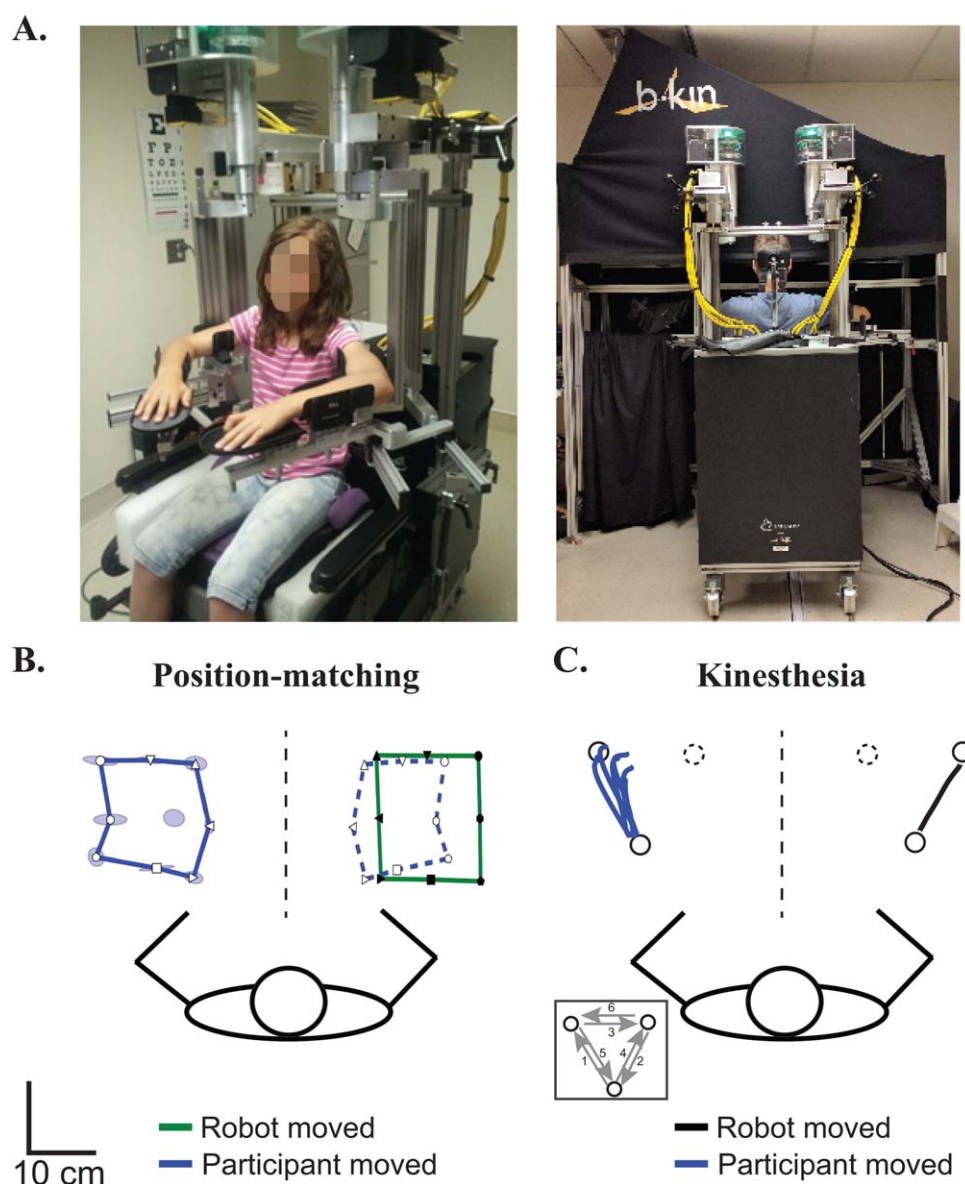 A.
E
F P
b·kin
B.
Position-matching
C.
Kinesthesia
6
3
1
5
4
2
10 cm
Robot moved
Participant moved
Robot moved
Participant moved